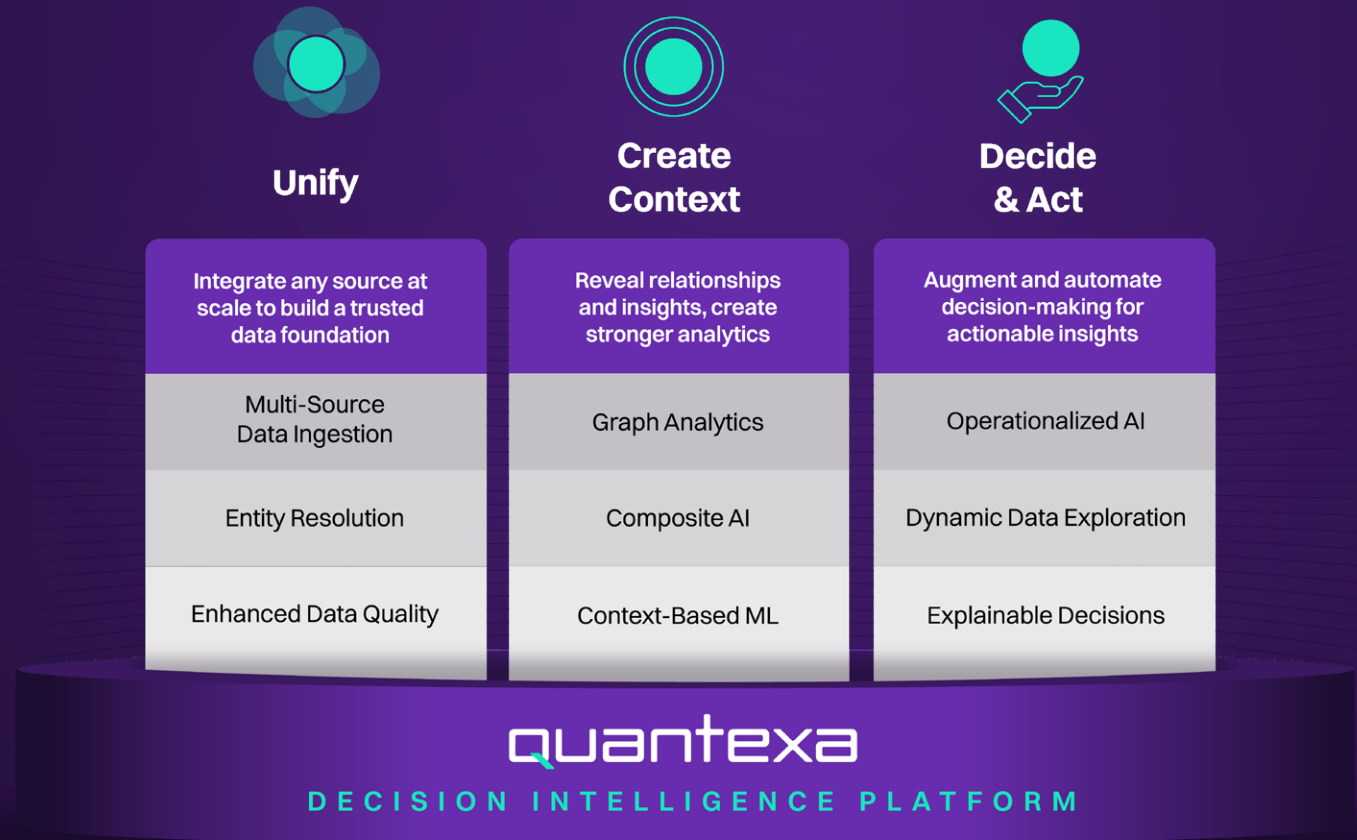 Unify
Integrate any source at
scale to build a trusted
data foundation
Multi-Source
Data Ingestion
Entity Resolution
Enhanced Data Quality
Create
Context
Reveal relationships
and insights, create
stronger analytics
Graph Analytics
Composite AI
Context-Based ML
Decide
& Act
Augment and automate
decision-making for
actionable insights
Operationalized AI
Dynamic Data Exploration
Explainable Decisions
quantexa
DECISION INTELLIGENCE PLATFORM